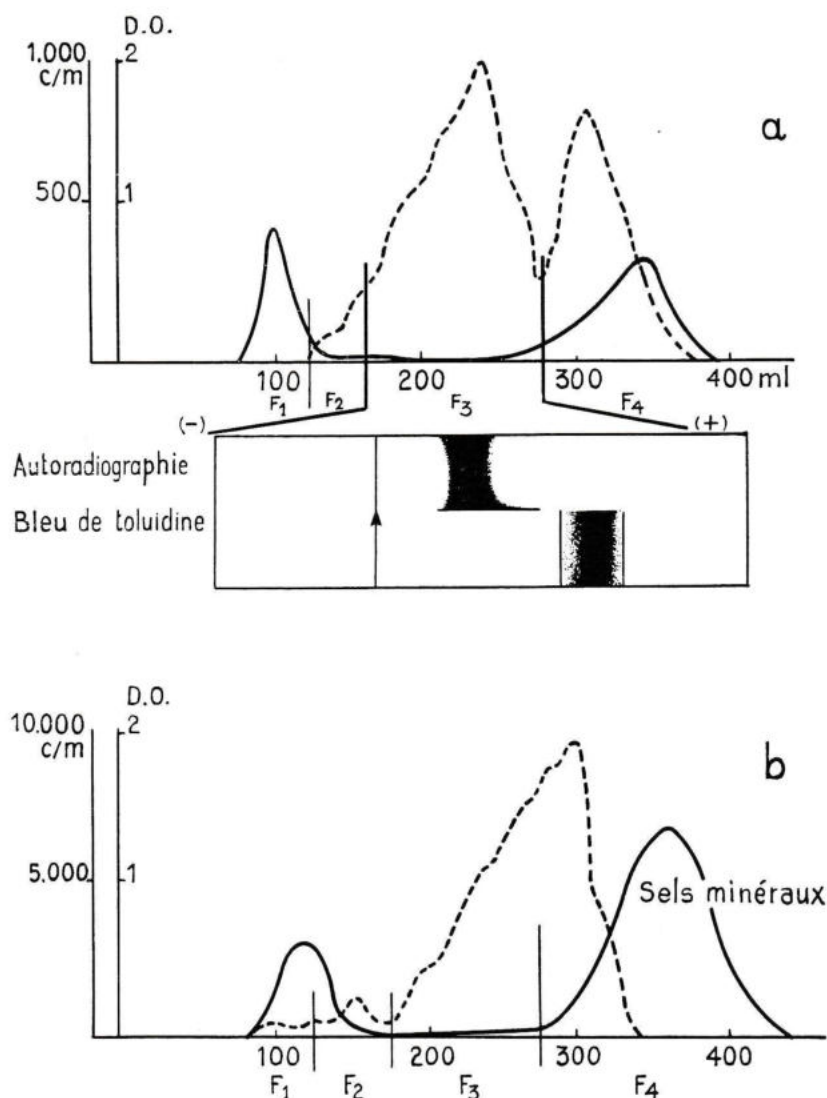 D.O.
1.000 2
c/m
a
500 1
100 200 300 400 ml
F1 F2 F3 F4
(-) (+)
Autoradiographie
Bleu de toluidine
D.O.
10.000 2
c/m
b
5.000 1
Sels minéraux
100 200 300 400
F1 F2 F3 F4